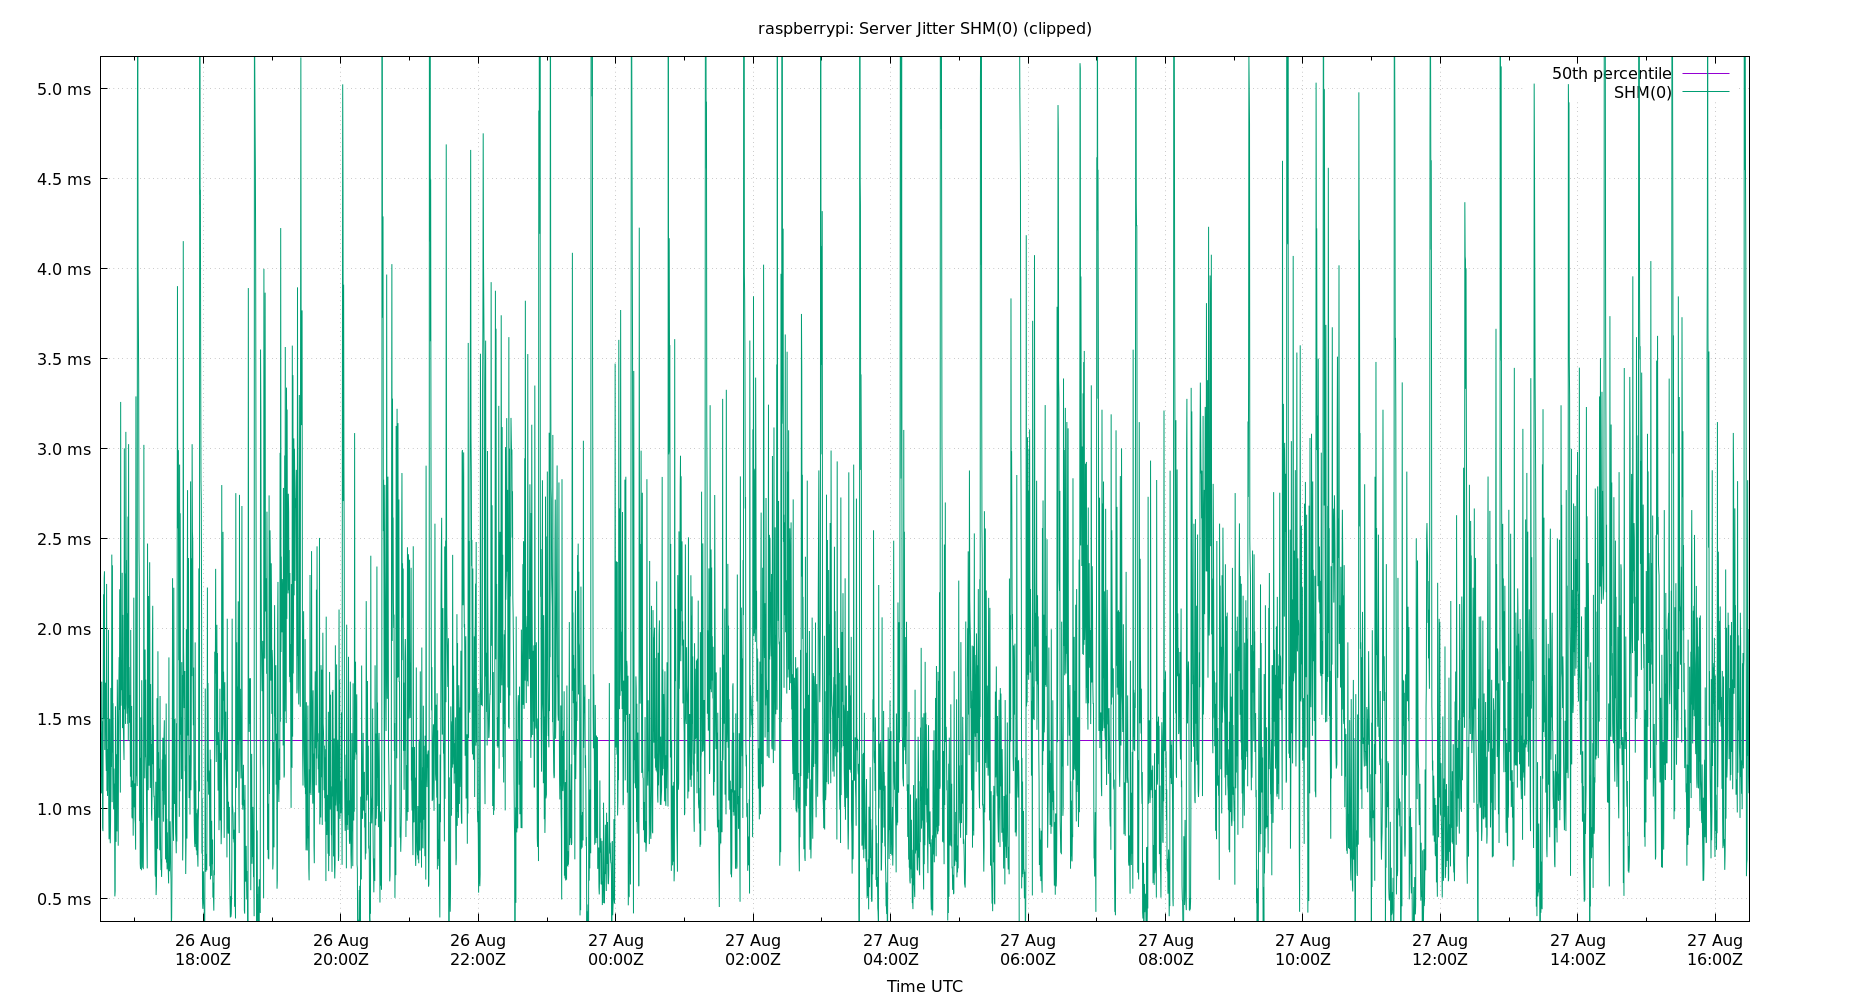 raspberrypi: Server Jitter SHM(0) (clipped)
50th percentile
SHM(0)
5.0 ms
4.5 ms
4.0 ms
3.5 ms
3.0 ms
2.5 ms
2.0 ms
1.5 ms
1.0 ms
0.5 ms
26 Aug 26 Aug 26 Aug 27 Aug 27 Aug 27 Aug 27 Aug 27 Aug 27 Aug 27 Aug 27 Aug 27 Aug
18:00Z 20:00Z 22:00Z 00:00Z 02:00Z 04:00Z 06:00Z 08:00Z 10:00Z 12:00Z 14:00Z 16:00Z
Time UTC